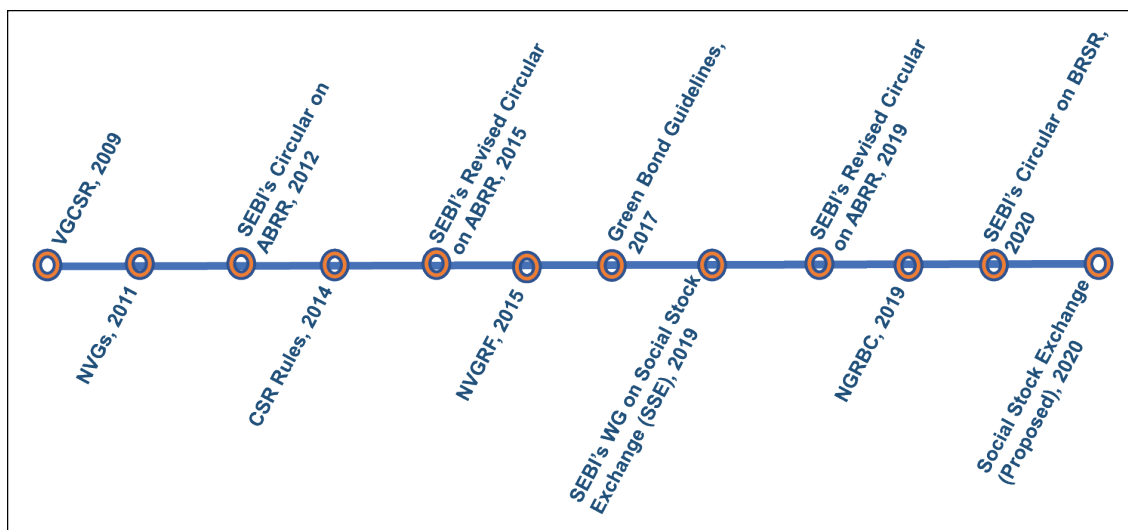 VGCSR, 2009
NVGs, 2011
SEBI's Circular on
ABRR, 2012
CSR Rules, 2014
SEBI's Revised Circular
on ABRR, 2015
NVGRF, 2015
Green Bond Guidelines,
2017
SEBI's WG on Social Stock
Exchange (SSE), 2019
SEBI's Revised Circular
on ABRR, 2019
NGRBC, 2019
SEBI's Circular on BRSR,
2020
Social Stock Exchange
(Proposed), 2020